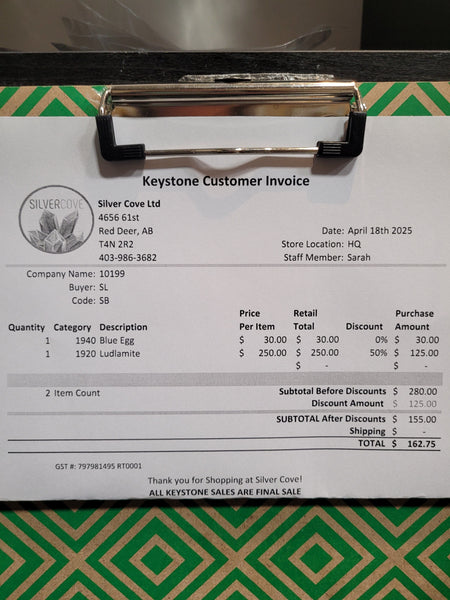 Keystone Customer Invoice
SILVERCOVE
Silver Cove Ltd
4656 61st
Red Deer, AB
T4N 2R2
403-986-3682
Date: April 18th 2025
Store Location: HQ
Staff Member: Sarah
Company Name: 10199
Buyer: SL
Code: SB
Price Retail Purchase
Quantity Category Description Per Item Total Discount Amount
1 1940 Blue Egg $ 30.00 $ 30.00 0% $ 30.00
1 1920 Ludlamite $ 250.00 $ 250.00 50% $ 125.00
$ - $ -
2 Item Count Subtotal Before Discounts $ 280.00
Discount Amount $ 125.00
SUBTOTAL After Discounts $ 155.00
Shipping $ -
TOTAL $ 162.75
GST #: 797981495 RT0001
Thank you for Shopping at Silver Cove!
ALL KEYSTONE SALES ARE FINAL SALE